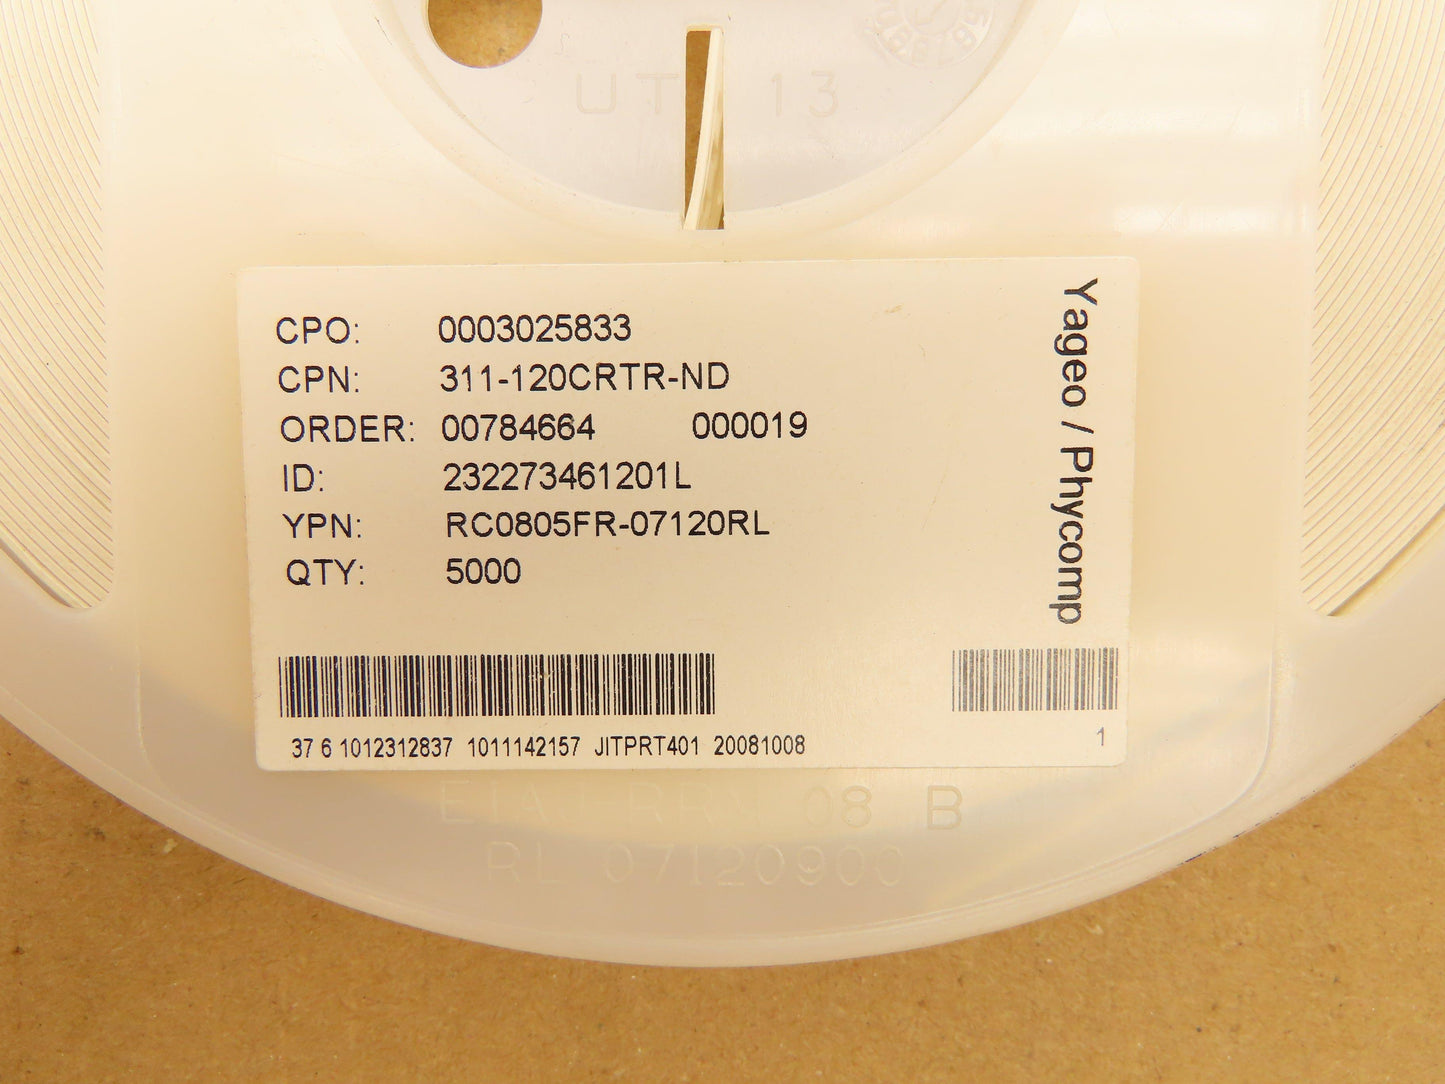 UT 13
CPO: 0003025833
CPN: 311-120CRTR-ND
ORDER: 00784664 000019
ID: 232273461201L
YPN: RC0805FR-07120RL
QTY: 5000
Yageo / Phycomp
37 6 1012312837 1011142157 JITPRT401 20081008
1
08 B
RL 07120900